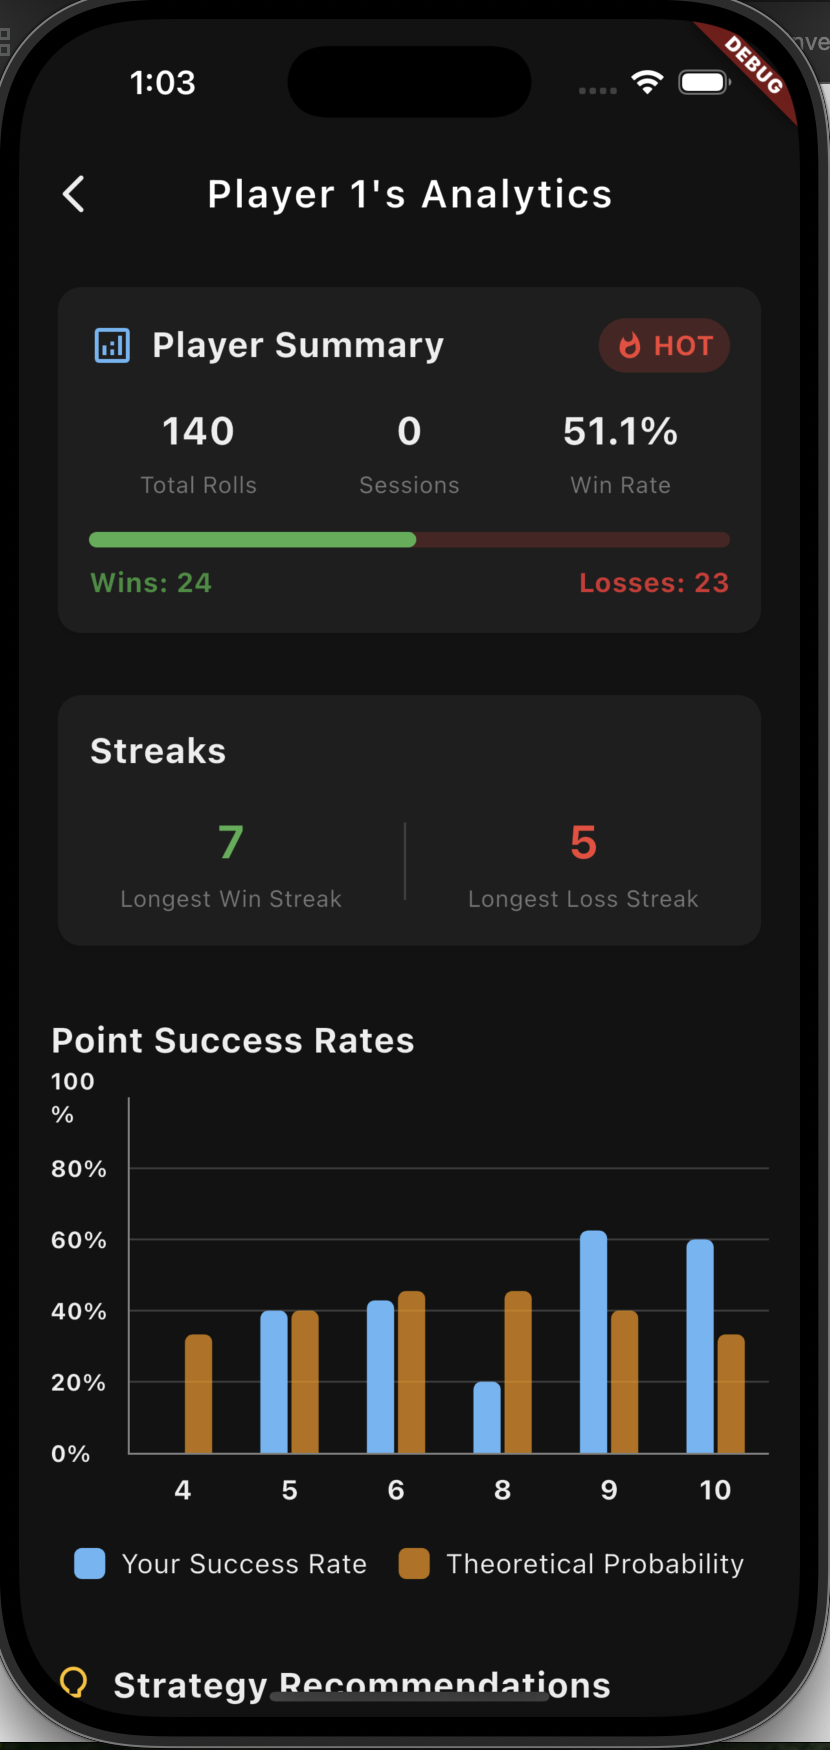 nve
DEBUG
1:03
Player 1's Analytics
Player Summary
HOT
140
0
51.1%
Total Rolls
Sessions
Win Rate
Wins: 24
Losses: 23
Streaks
7
5
Longest Win Streak
Longest Loss Streak
Point Success Rates
100
%
80%
60%
40%
20%
0%
4
5
6
8
9
10
Your Success Rate
Theoretical Probability
Strategy Recommendations